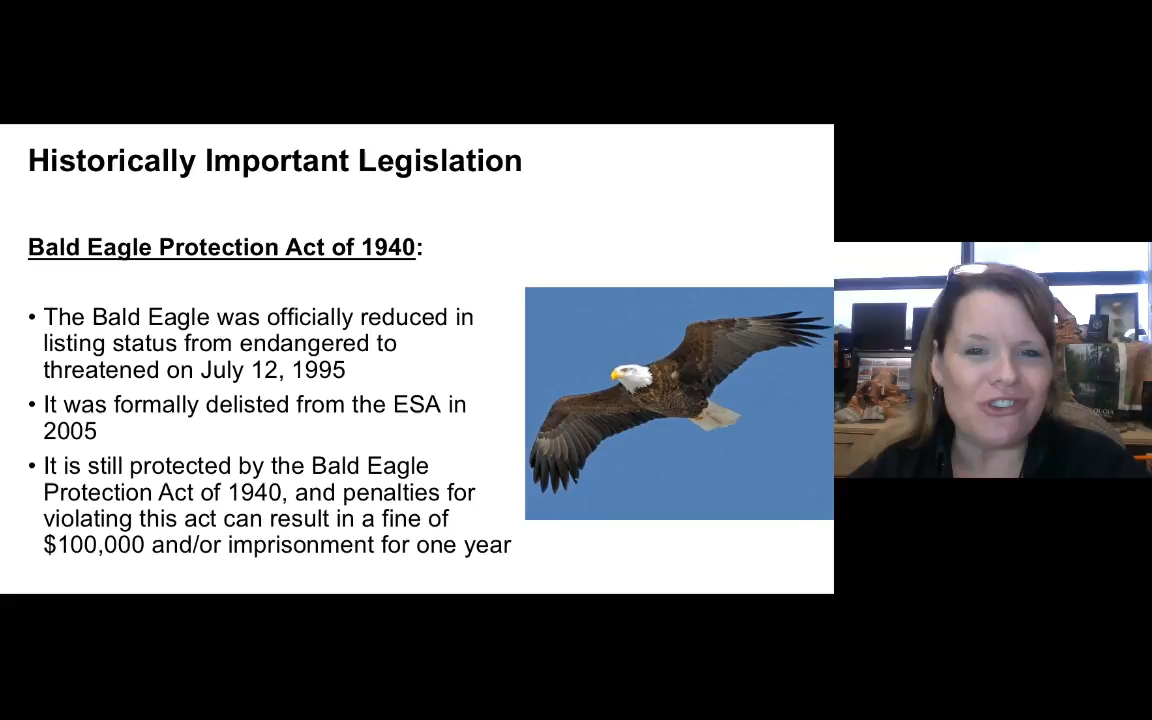 Historically Important Legislation
Bald Eagle Protection Act of 1940:
• The Bald Eagle was officially reduced in
listing status from endangered to
threatened on July 12, 1995
• It was formally delisted from the ESA in
2005
• It is still protected by the Bald Eagle
Protection Act of 1940, and penalties for
violating this act can result in a fine of
$100,000 and/or imprisonment for one year